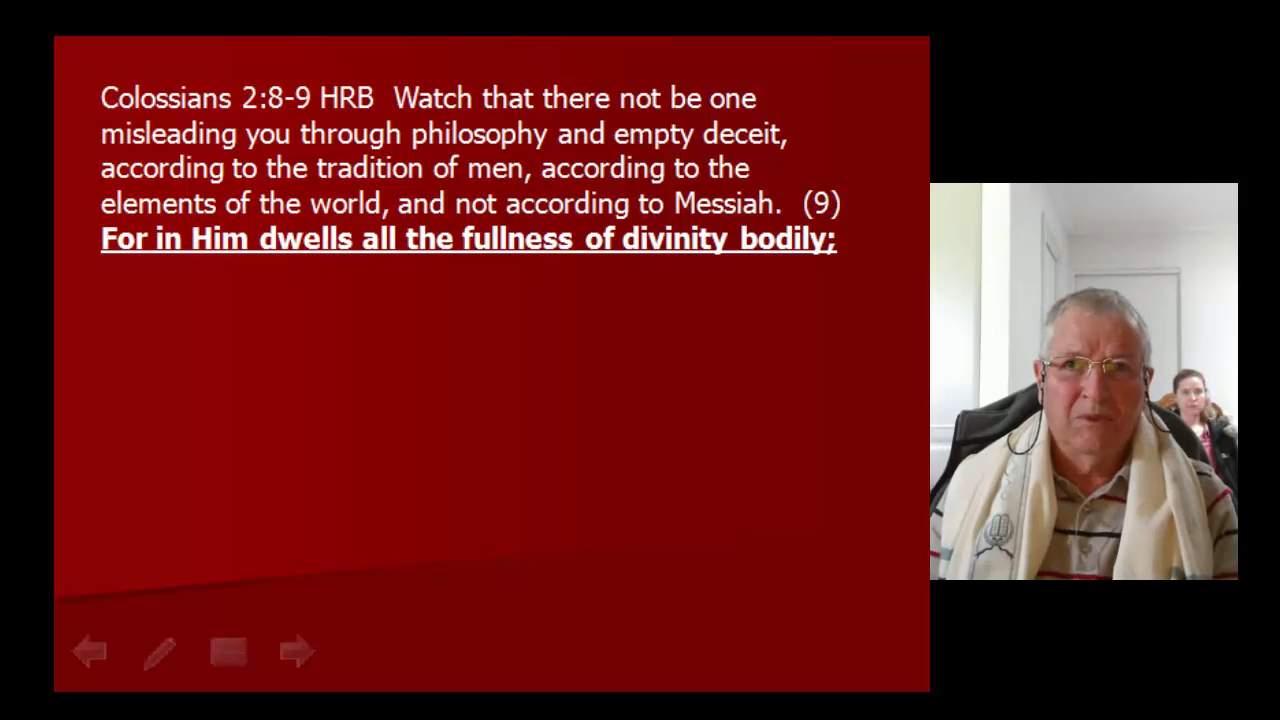 Colossians 2:8-9 HRB Watch that there not be one
misleading you through philosophy and empty deceit,
according to the tradition of men, according to the
elements of the world, and not according to Messiah. (9)
For in Him dwells all the fullness of divinity bodily;